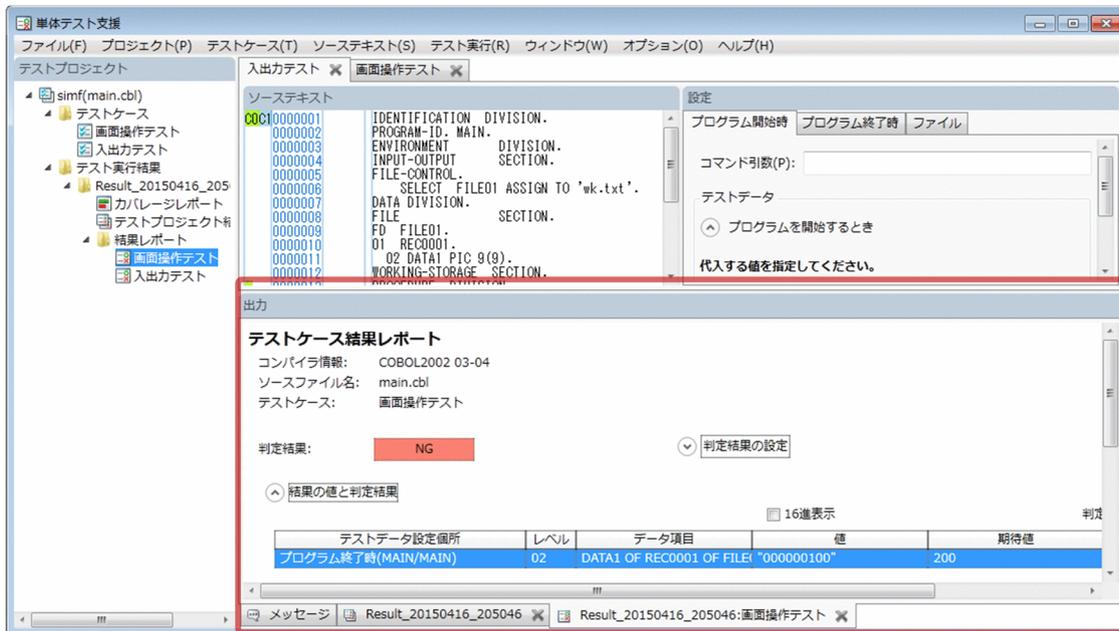 単体テスト支援
ファイル(F) プロジェクト(P) テストケース(T) ソーステキスト(S) テスト実行(R) ウィンドウ(W) オプション(O) ヘルプ(H)
テストプロジェクト
simf(main.cbl)
テストケース
画面操作テスト
入出力テスト
テスト実行結果
Result_20150416_205
カバレージレポート
テストプロジェクト
結果レポート
画面操作テスト
入出力テスト
入出力テスト 画面操作テスト
ソーステキスト
C0C1 0000001 IDENTIFICATION DIVISION.
0000002 PROGRAM-ID. MAIN.
0000003 ENVIRONMENT DIVISION.
0000004 INPUT-OUTPUT SECTION.
0000005 FILE-CONTROL.
0000006 SELECT FILE01 ASSIGN TO 'wk.txt'.
0000007 DATA DIVISION.
0000008 FILE SECTION.
0000009 FD FILE01.
0000010 01 REC0001.
0000011 02 DATA1 PIC 9(9).
0000012 WORKING-STORAGE SECTION.
設定
プログラム開始時 プログラム終了時 ファイル
コマンド引数(P):
テストデータ
プログラムを開始するとき
代入する値を指定してください。
出力
テストケース結果レポート
コンパイラ情報: COBOL2002 03-04
ソースファイル名: main.cbl
テストケース: 画面操作テスト
判定結果: NG 判定結果の設定
結果の値と判定結果
16進表示 判定
テストデータ設定個所 レベル データ項目 値 期待値
プログラム終了時(MAIN/MAIN) 02 DATA1 OF REC0001 OF FILE( "000000100" 200
メッセージ Result_20150416_205046 Result_20150416_205046:画面操作テスト